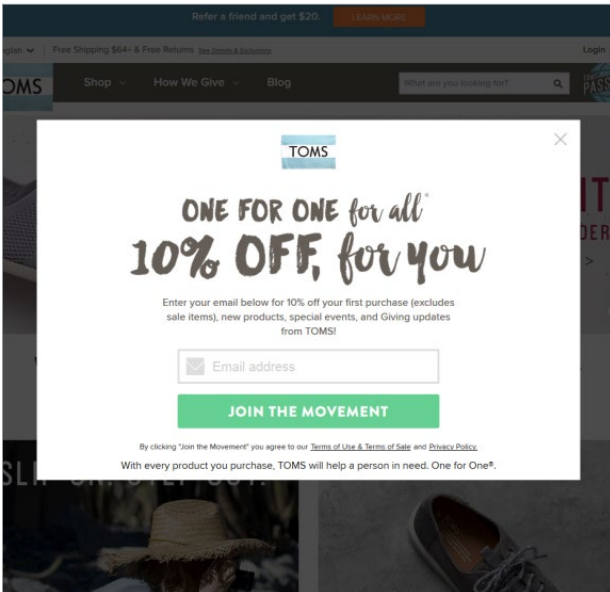 Refer a friend and get $20.
LEARN MORE
Free Shipping $64+ & Free Returns See Details & Exclusions
Login
TOMS
Shop
How We Give
Blog
What are you looking for?
TOMS
ONE FOR ONE for all
10% OFF, for you
Enter your email below for 10% off your first purchase (excludes
sale items), new products, special events, and Giving updates
from TOMS!
Email address
JOIN THE MOVEMENT
By clicking "Join the Movement" you agree to our Terms of Use & Terms of Sale and Privacy Policy.
With every product you purchase, TOMS will help a person in need. One for One®.